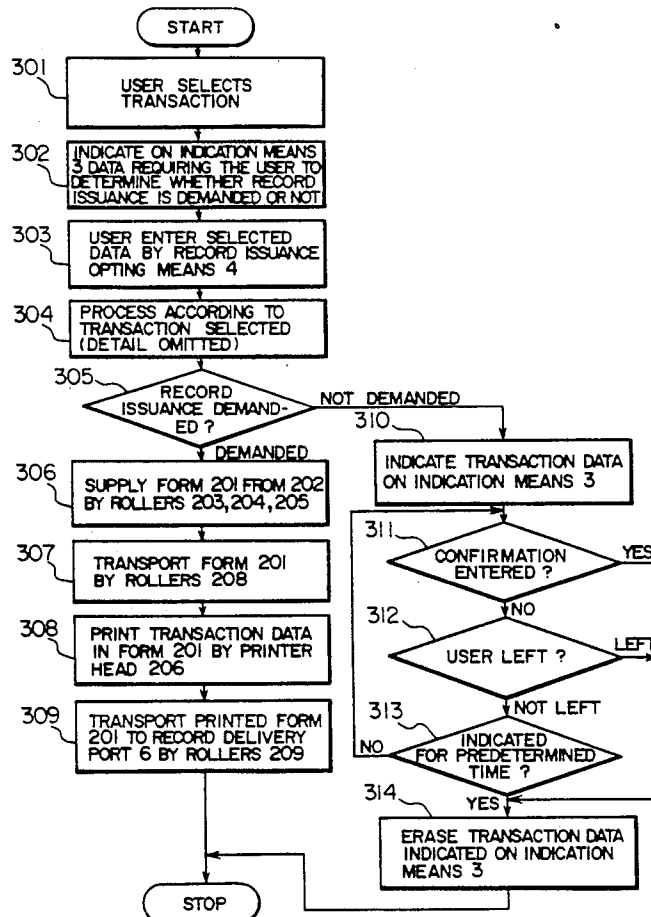 START
301
USER SELECTS
TRANSACTION
302
INDICATE ON INDICATION MEANS
3 DATA REQUIRING THE USER TO
DETERMINE WHETHER RECORD
ISSUANCE IS DEMANDED OR NOT
303
USER ENTER SELECTED
DATA BY RECORD ISSUANCE
OPTING MEANS 4
304
PROCESS ACCORDING TO
TRANSACTION SELECTED
(DETAIL OMITTED)
305
RECORD
ISSUANCE DEMAND-
ED ?
NOT DEMANDED
DEMANDED
306
SUPPLY FORM 201 FROM 202
BY ROLLERS 203, 204, 205
307
TRANSPORT FORM 201
BY ROLLERS 208
308
PRINT TRANSACTION DATA
IN FORM 201 BY PRINTER
HEAD 206
309
TRANSPORT PRINTED FORM
201 TO RECORD DELIVERY
PORT 6 BY ROLLERS 209
310
INDICATE TRANSACTION DATA
ON INDICATION MEANS 3
311
CONFIRMATION
ENTERED ?
YES
NO
312
USER LEFT ?
LEFT
NOT LEFT
313
INDICATED
FOR PREDETERMINED
TIME ?
NO
YES
314
ERASE TRANSACTION DATA
INDICATED ON INDICATION
MEANS 3
STOP